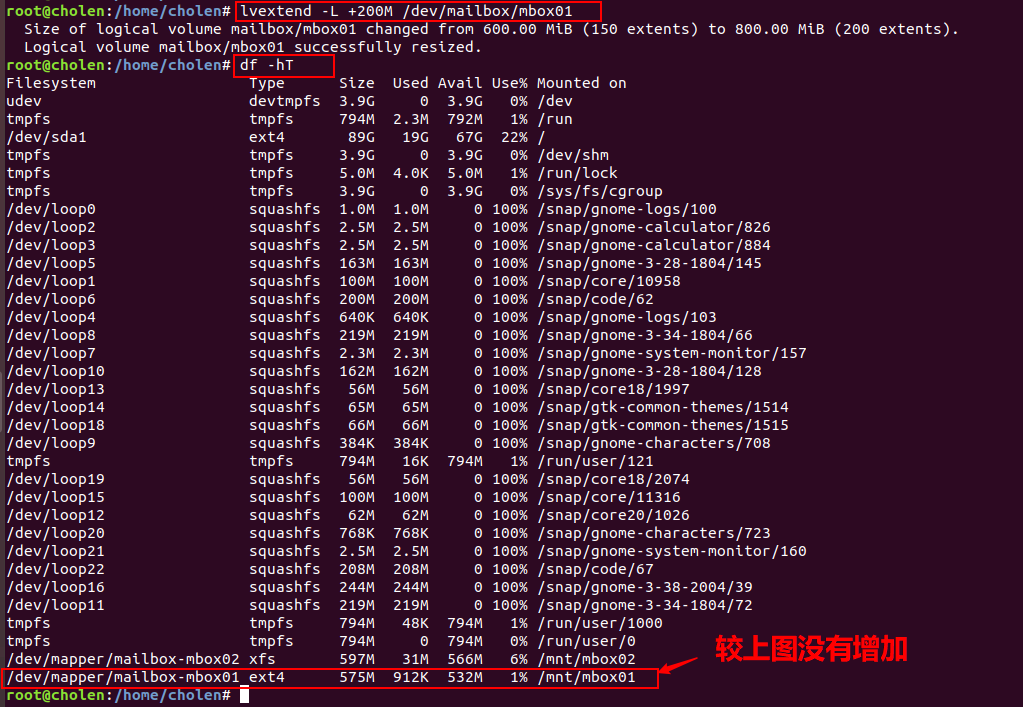 root@cholen:/home/cholen# lvextend -L +200M /dev/mailbox/mbox01
  Size of logical volume mailbox/mbox01 changed from 600.00 MiB (150 extents) to 800.00 MiB (200 extents).
  Logical volume mailbox/mbox01 successfully resized.
root@cholen:/home/cholen# df -hT
Filesystem                 Type      Size  Used Avail Use% Mounted on
udev                       devtmpfs  3.9G     0  3.9G   0% /dev
tmpfs                      tmpfs     794M  2.3M  792M   1% /run
/dev/sda1                  ext4       89G   19G   67G  22% /
tmpfs                      tmpfs     3.9G     0  3.9G   0% /dev/shm
tmpfs                      tmpfs     5.0M  4.0K  5.0M   1% /run/lock
tmpfs                      tmpfs     3.9G     0  3.9G   0% /sys/fs/cgroup
/dev/loop0                 squashfs  1.0M  1.0M     0 100% /snap/gnome-logs/100
/dev/loop2                 squashfs  2.5M  2.5M     0 100% /snap/gnome-calculator/826
/dev/loop3                 squashfs  2.5M  2.5M     0 100% /snap/gnome-calculator/884
/dev/loop5                 squashfs  163M  163M     0 100% /snap/gnome-3-28-1804/145
/dev/loop1                 squashfs  100M  100M     0 100% /snap/core/10958
/dev/loop6                 squashfs  200M  200M     0 100% /snap/code/62
/dev/loop4                 squashfs  640K  640K     0 100% /snap/gnome-logs/103
/dev/loop8                 squashfs  219M  219M     0 100% /snap/gnome-3-34-1804/66
/dev/loop7                 squashfs  2.3M  2.3M     0 100% /snap/gnome-system-monitor/157
/dev/loop10                squashfs  162M  162M     0 100% /snap/gnome-3-28-1804/128
/dev/loop13                squashfs   56M   56M     0 100% /snap/core18/1997
/dev/loop14                squashfs   65M   65M     0 100% /snap/gtk-common-themes/1514
/dev/loop18                squashfs   66M   66M     0 100% /snap/gtk-common-themes/1515
/dev/loop9                 squashfs  384K  384K     0 100% /snap/gnome-characters/708
tmpfs                      tmpfs     794M   16K  794M   1% /run/user/121
/dev/loop19                squashfs   56M   56M     0 100% /snap/core18/2074
/dev/loop15                squashfs  100M  100M     0 100% /snap/core/11316
/dev/loop12                squashfs   62M   62M     0 100% /snap/core20/1026
/dev/loop20                squashfs  768K  768K     0 100% /snap/gnome-characters/723
/dev/loop21                squashfs  2.5M  2.5M     0 100% /snap/gnome-system-monitor/160
/dev/loop22                squashfs  208M  208M     0 100% /snap/code/67
/dev/loop16                squashfs  244M  244M     0 100% /snap/gnome-3-38-2004/39
/dev/loop11                squashfs  219M  219M     0 100% /snap/gnome-3-34-1804/72
tmpfs                      tmpfs     794M   48K  794M   1% /run/user/1000
tmpfs                      tmpfs     794M     0  794M   0% /run/user/0
较上图没有增加
/dev/mapper/mailbox-mbox02 xfs       597M   31M  566M   6% /mnt/mbox02
/dev/mapper/mailbox-mbox01 ext4      575M  912K  532M   1% /mnt/mbox01
root@cholen:/home/cholen#